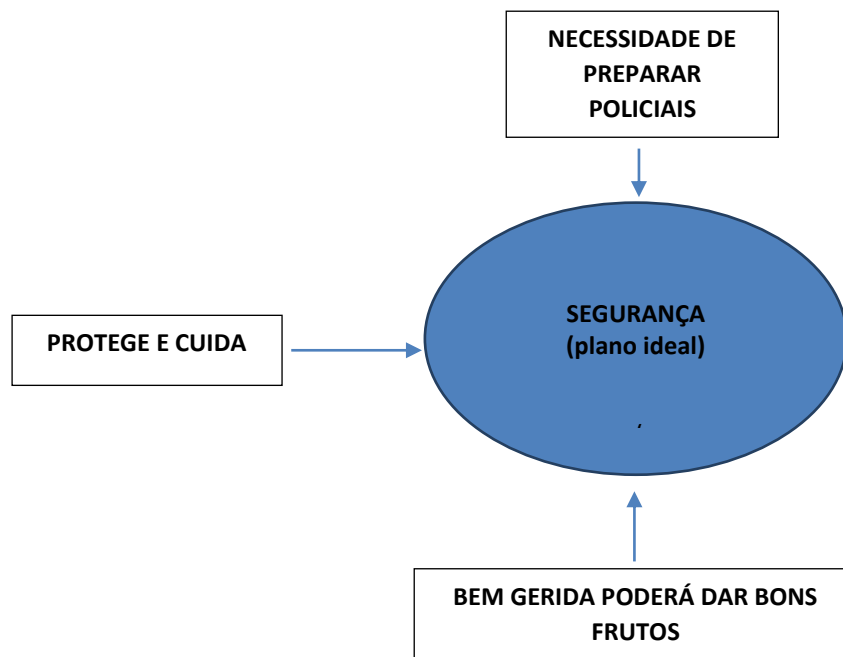 NECESSIDADE DE
PREPARAR
POLICIAIS
SEGURANÇA
(plano ideal)
PROTEGE E CUIDA
,
BEM GERIDA PODERÁ DAR BONS
FRUTOS